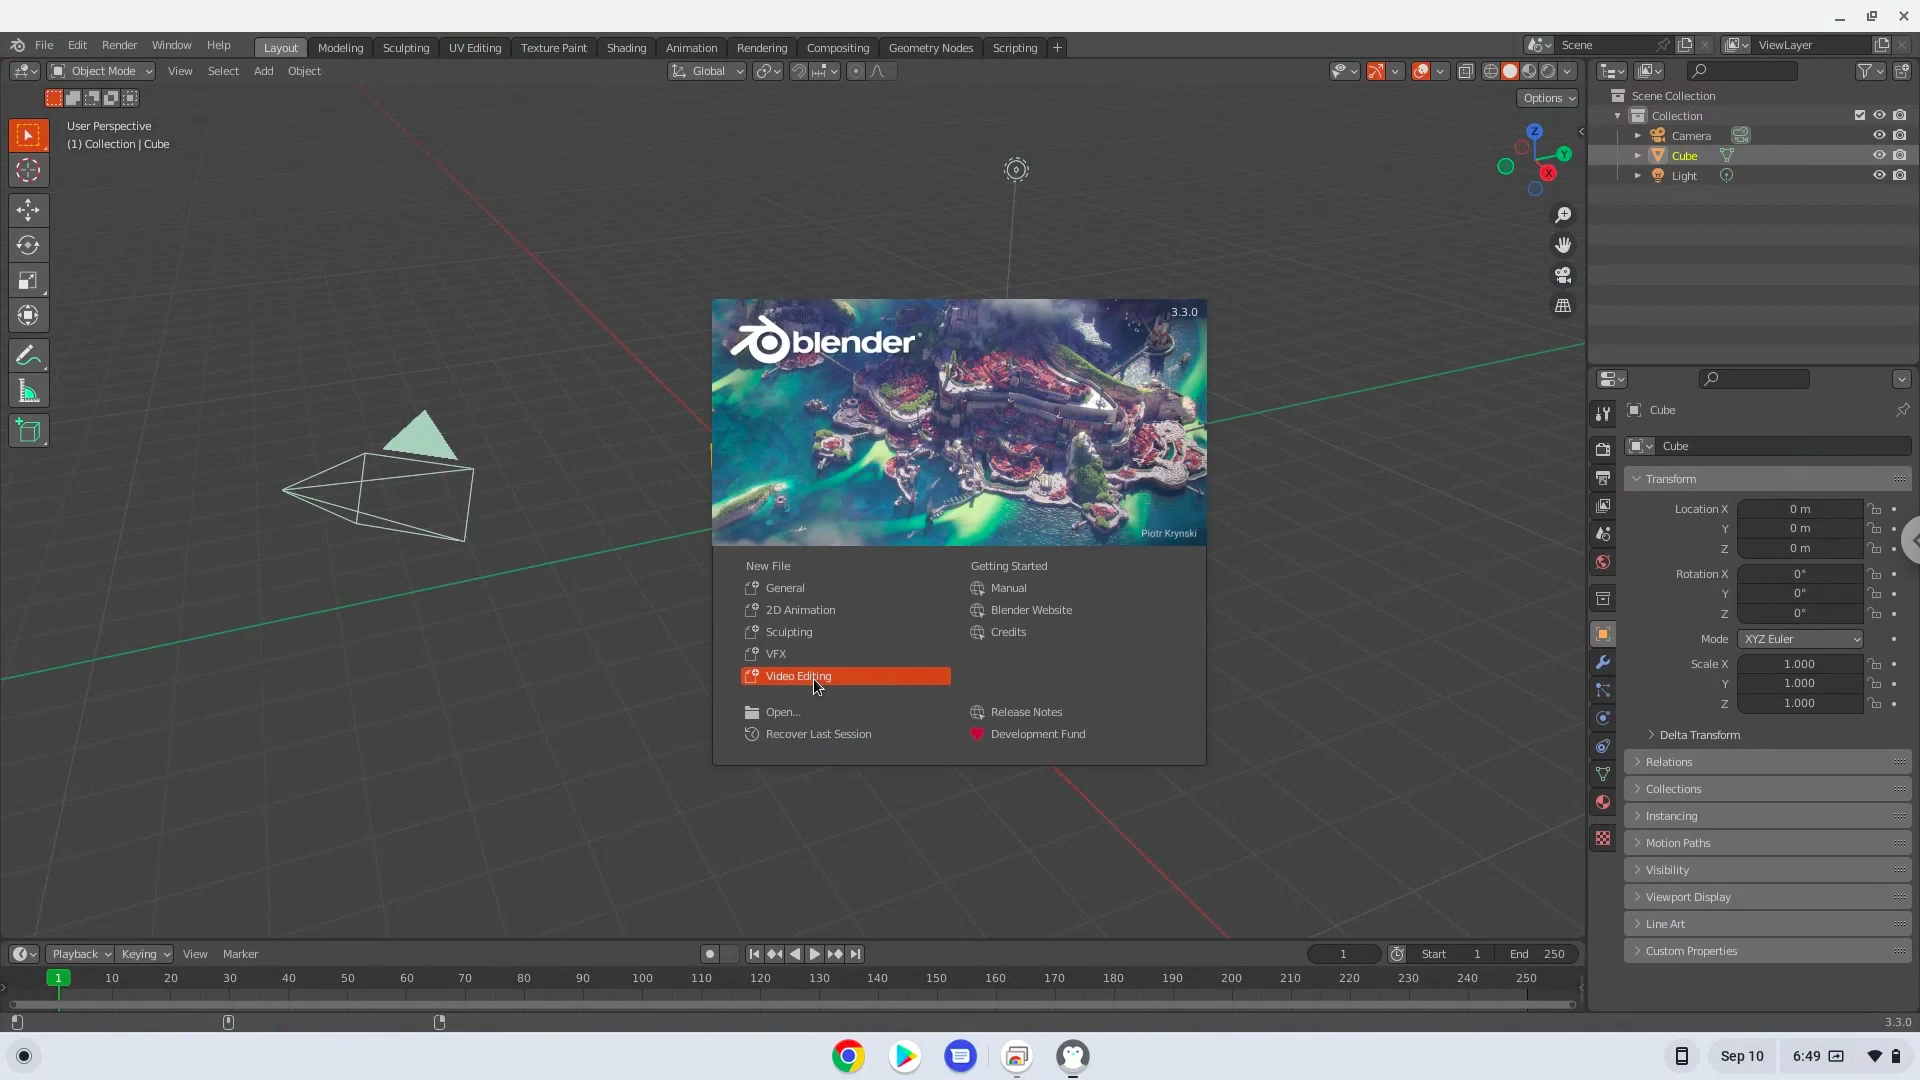 File Edit Render Window Help Layout Modeling Sculpting UV Editing Texture Paint Shading Animation Rendering Compositing Geometry Nodes Scripting + Scene ViewLayer
Object Mode View Select Add Object Global
Options
User Perspective
(1) Collection | Cube
Z
Y
X
Scene Collection
Collection
Camera
Cube
Light
3.3.0
blender
Piotr Krynski
New File
General
2D Animation
Sculpting
VFX
Video Editing
Open...
Recover Last Session
Getting Started
Manual
Blender Website
Credits
Release Notes
Development Fund
Cube
Cube
Transform
Location X 0 m
Y 0 m
Z 0 m
Rotation X 0°
Y 0°
Z 0°
Mode XYZ Euler
Scale X 1.000
Y 1.000
Z 1.000
Delta Transform
Relations
Collections
Instancing
Motion Paths
Visibility
Viewport Display
Line Art
Custom Properties
Playback Keying View Marker 1 Start 1 End 250
1 10 20 30 40 50 60 70 80 90 100 110 120 130 140 150 160 170 180 190 200 210 220 230 240 250
3.3.0
Sep 10 6:49